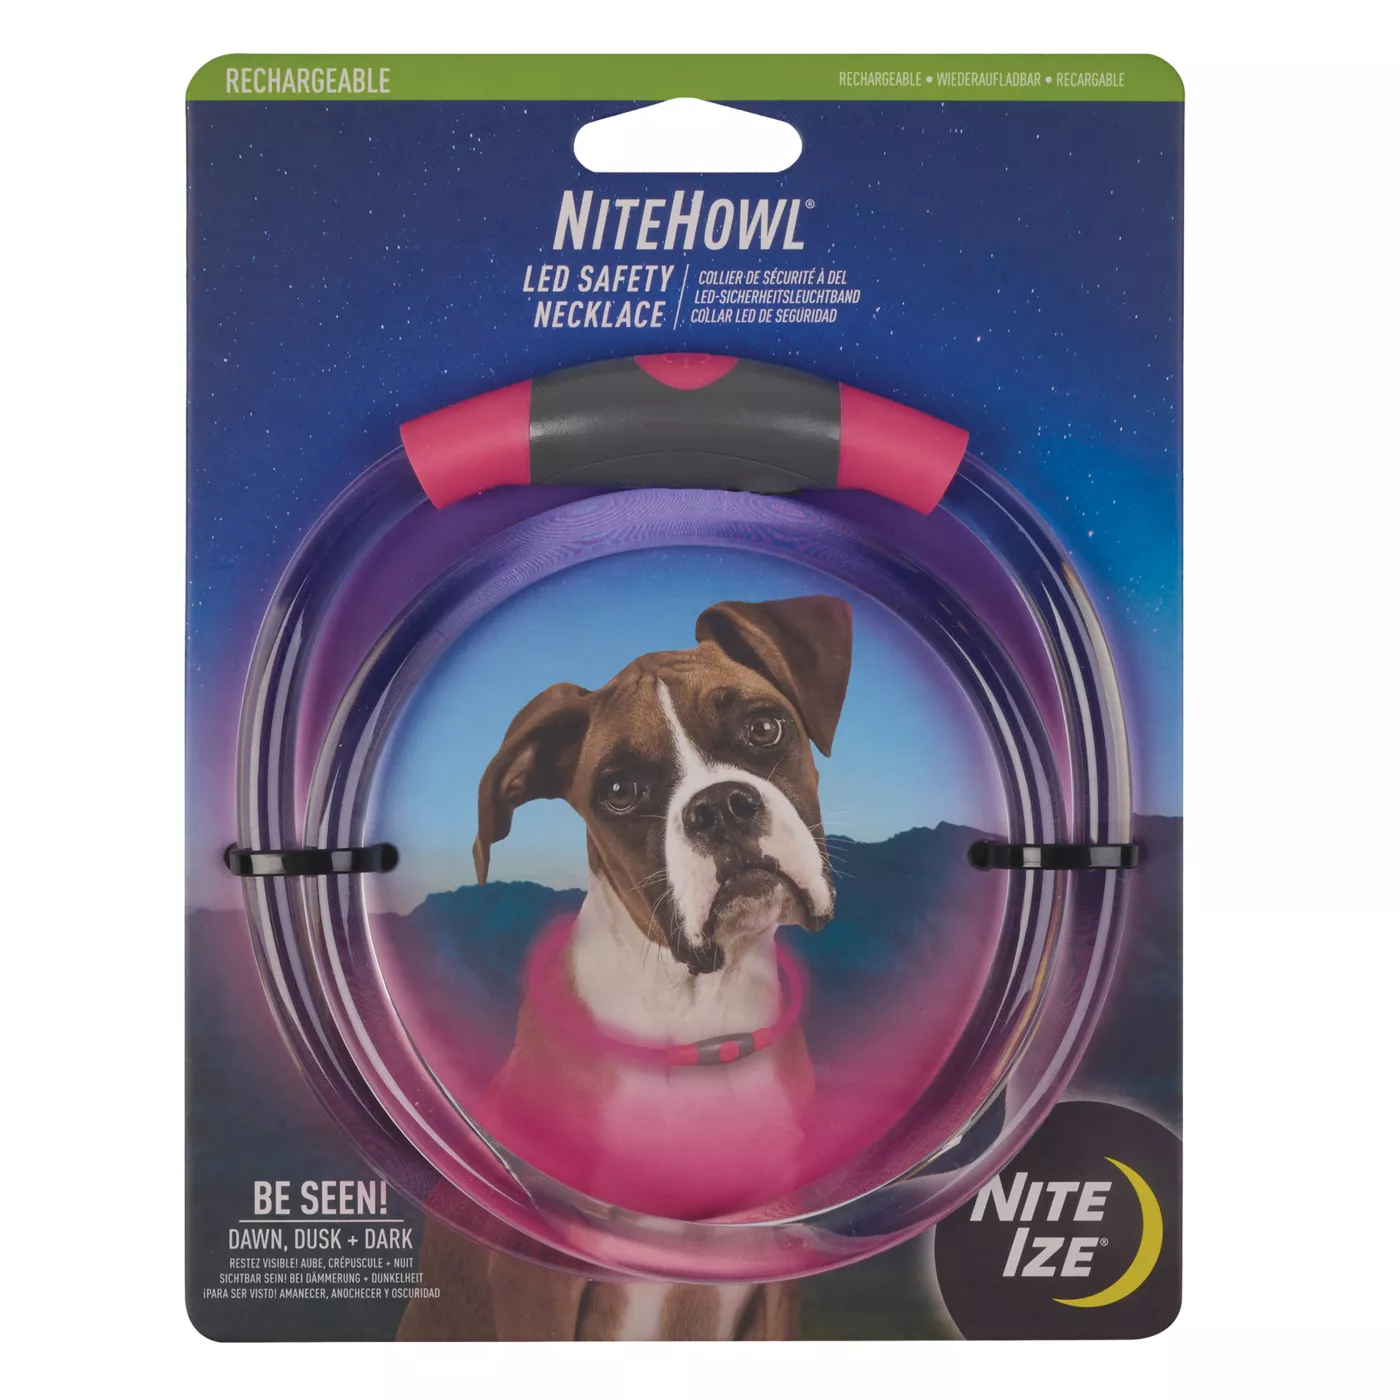 RECHARGEABLE
RECHARGEABLE • WIEDERAUFLADBAR • RECARGABLE
NITEHOWL®
LED SAFETY
NECKLACE
COLLIER DE SÉCURITÉ À DEL
LED-SICHERHEITSLEUCHTBAND
COLLAR LED DE SEGURIDAD
BE SEEN!
DAWN, DUSK + DARK
RESTEZ VISIBLE! AUBE, CRÉPUSCULE + NUIT
SICHTBAR SEIN! BEI DÄMMERUNG + DUNKELHEIT
¡PARA SER VISTO! AMANECER, ANOCHECER Y OSCURIDAD
NITE
IZE®